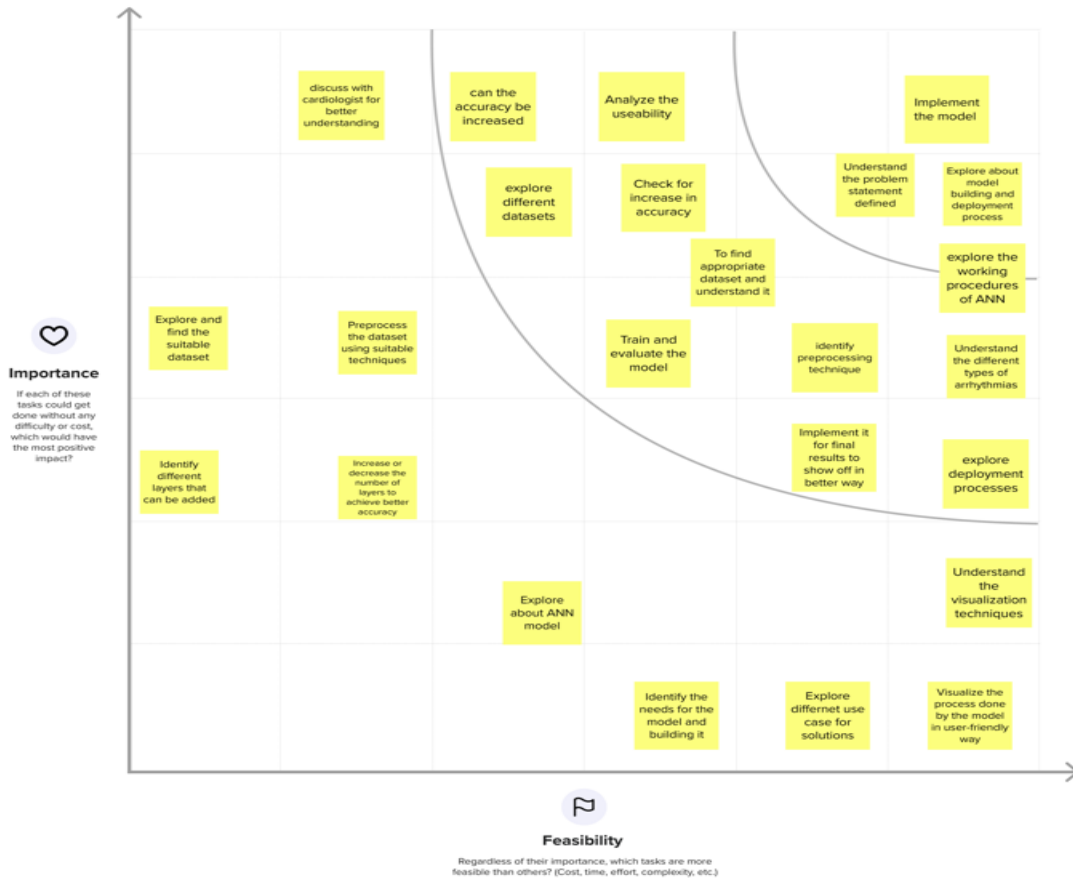 discuss with
cardiologist for
better
understanding
can the
accuracy be
increased
Analyze the
useability
Implement
the model
explore
different
datasets
Check for
increase in
accuracy
Understand
the problem
statement
defined
Explore about
model
building and
deployment
process
To find
appropriate
dataset and
understand it
explore the
working
procedures
of ANN
Explore and
find the
suitable
dataset
Preprocess
the dataset
using suitable
techniques
Train and
evaluate the
model
identify
preprocessing
technique
Understand
the different
types of
arrhythmias
Importance
If each of these
tasks could get
done without any
difficulty or cost,
which would have
the most positive
impact?
Identify
different
layers that
can be added
Increase or
decrease the
number of
layers to
achieve better
accuracy
Implement it
for final
results to
show off in
better way
explore
deployment
processes
Explore
about ANN
model
Understand
the
visualization
techniques
Identify the
needs for the
model and
building it
Explore
differnet use
case for
solutions
Visualize the
process done
by the model
in user-friendly
way
Feasibility
Regardless of their importance, which tasks are more
feasible than others? (Cost, time, effort, complexity, etc.)